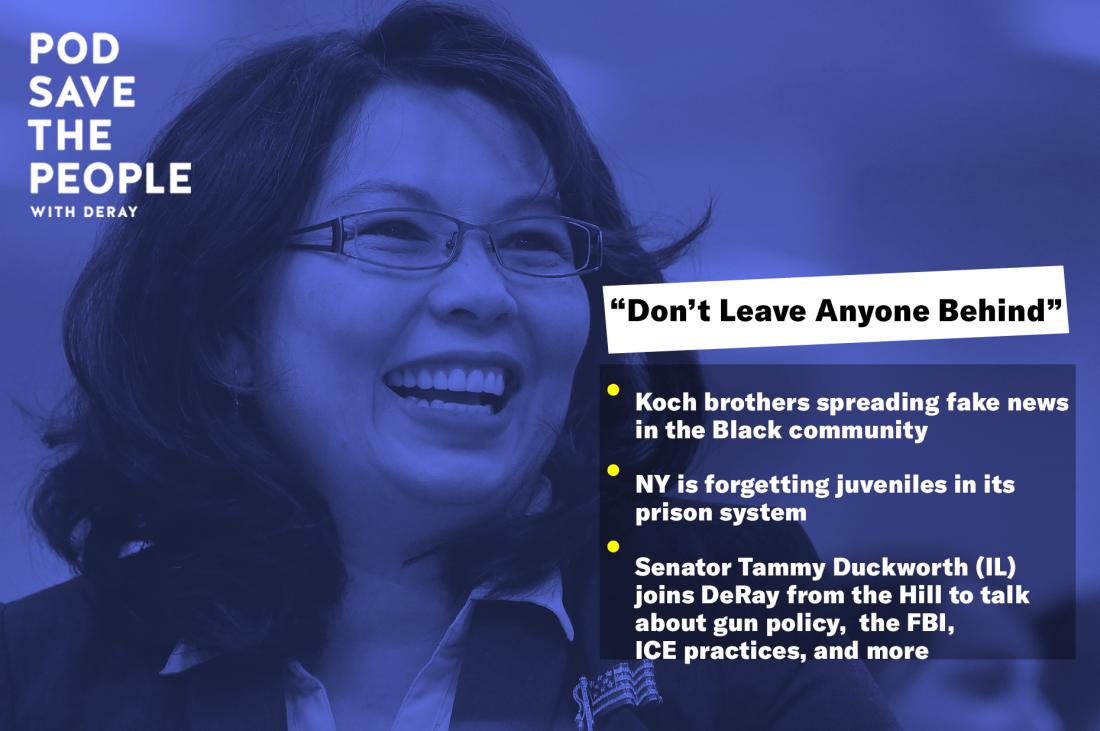 POD
SAVE
THE
PEOPLE
WITH DERAY
“Don’t Leave Anyone Behind”
Koch brothers spreading fake news
in the Black community
NY is forgetting juveniles in its
prison system
Senator Tammy Duckworth (IL)
joins DeRay from the Hill to talk
about gun policy,  the FBI,
ICE practices, and more